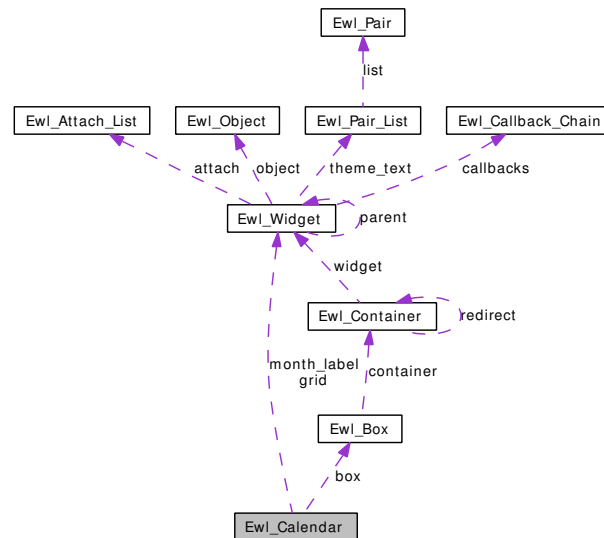 Ewl_Pair
list
Ewl_Attach_List
Ewl_Object
Ewl_Pair_List
Ewl_Callback_Chain
attach
object
theme_text
callbacks
Ewl_Widget
parent
widget
Ewl_Container
redirect
month_label
grid
container
Ewl_Box
box
Ewl_Calendar